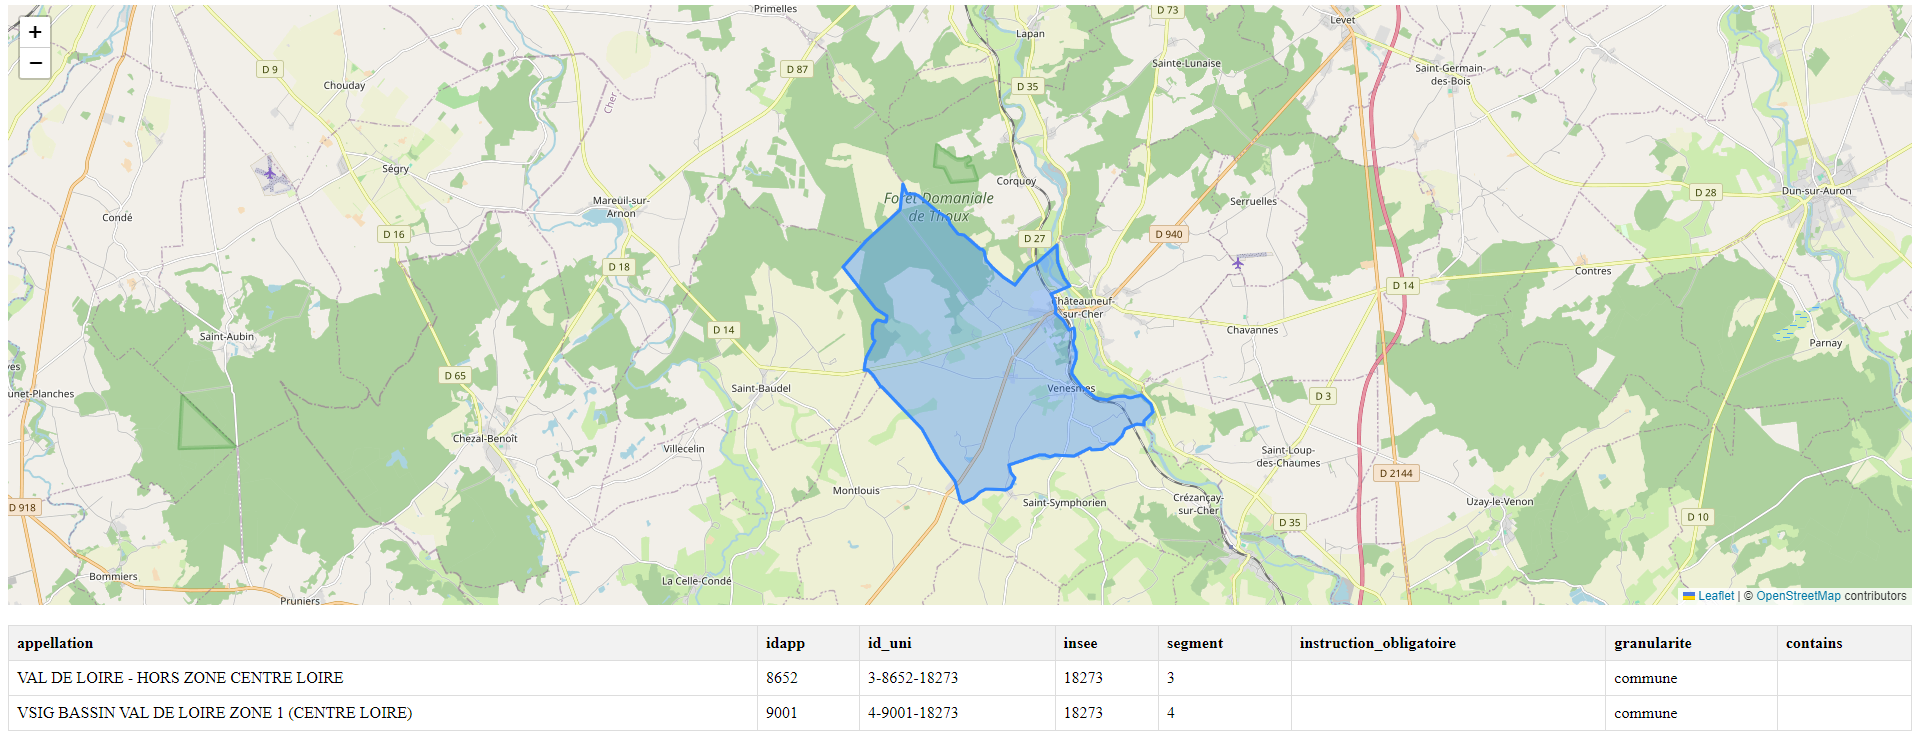 +
−
Primelles
D 73
Levet
Lapan
D 9
D 87
Sainte-Lunaise
Saint-Germain-
des-Bois
Chouday
D 35
Cher
Ségry
Corquoy
Condé
Mareuil-sur-
Arnon
Forêt Domaniale
de Thoux
Serruelles
D 28
Dun-sur-Auron
D 16
D 27
D 940
D 18
Contres
D 14
Châteauneuf-
sur-Cher
Saint-Aubin
D 14
Chavannes
Parnay
ves
D 65
Saint-Baudel
Venesmes
unet-Planches
D 3
Chezal-Benoît
Villecelin
Saint-Loup-
des-Chaumes
D 2144
Montlouis
Saint-Symphorien
Crézançay-
sur-Cher
Uzay-le-Venon
D 918
D 35
D 10
Bommiers
La Celle-Condé
Pruniers
Leaflet | © OpenStreetMap contributors
appellation idapp id_uni insee segment instruction_obligatoire granularite contains
VAL DE LOIRE - HORS ZONE CENTRE LOIRE 8652 3-8652-18273 18273 3 commune
VSIG BASSIN VAL DE LOIRE ZONE 1 (CENTRE LOIRE) 9001 4-9001-18273 18273 4 commune